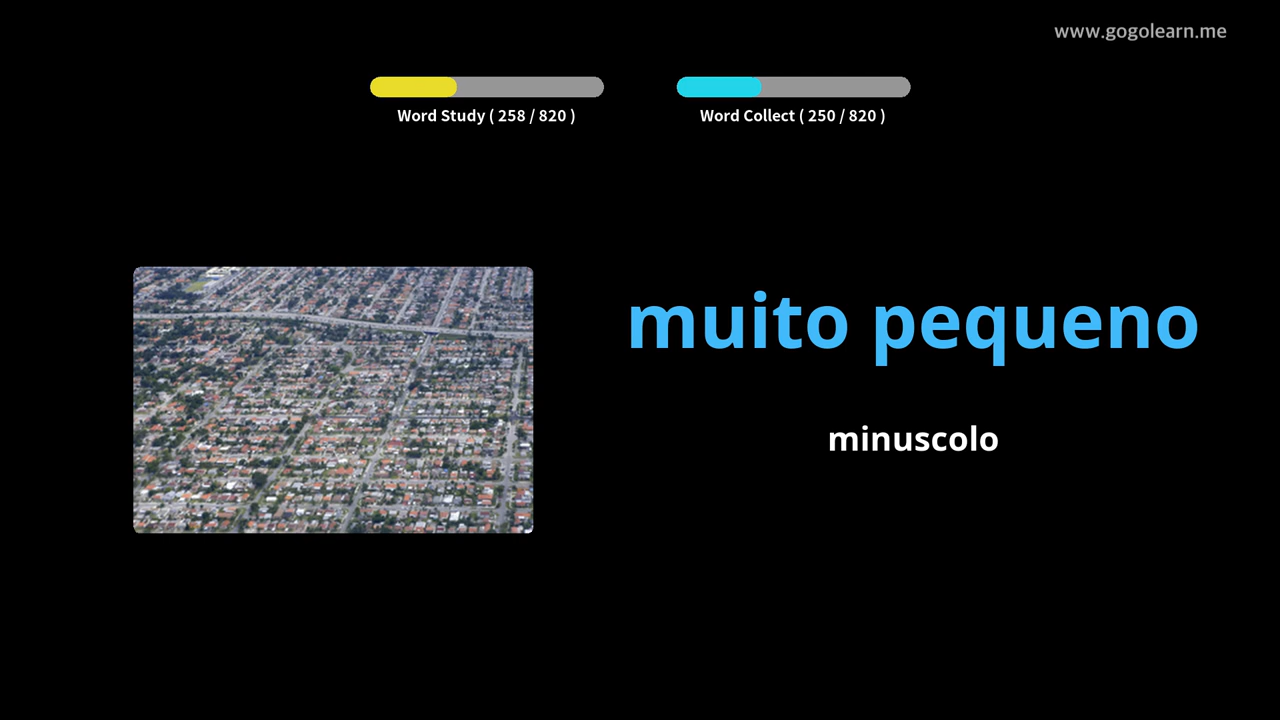 www.gogolearn.me
Word Study ( 258 / 820 )
Word Collect ( 250 / 820 )
muito pequeno
minuscolo